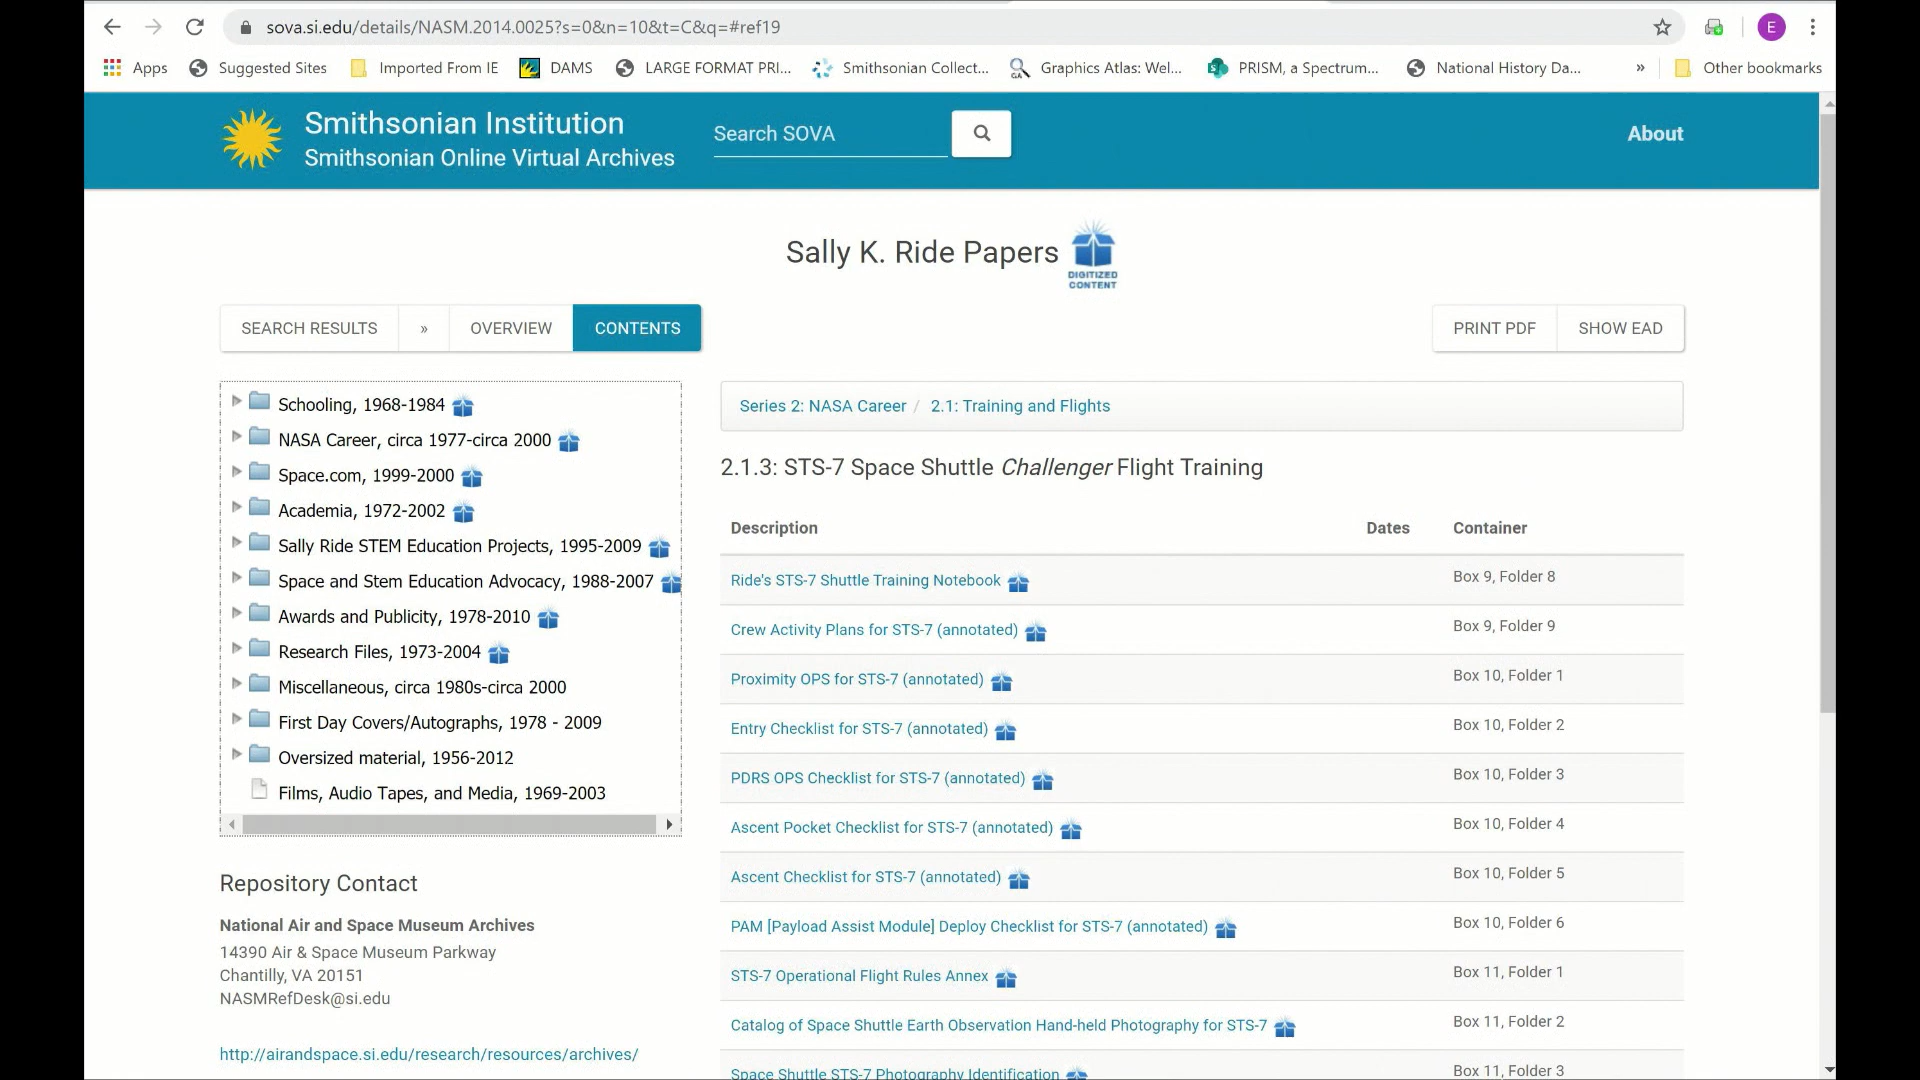 sova.si.edu/details/NASM.2014.0025?s=0&n=10&t=C&q=#ref19
E
Apps Suggested Sites Imported From IE DAMS LARGE FORMAT PRI... Smithsonian Collect... GA Graphics Atlas: Wel... PRISM, a Spectrum... National History Da... » Other bookmarks
Smithsonian Institution
Smithsonian Online Virtual Archives
Search SOVA
About
Sally K. Ride Papers
DIGITIZED
CONTENT
SEARCH RESULTS » OVERVIEW CONTENTS
PRINT PDF SHOW EAD
Schooling, 1968-1984
NASA Career, circa 1977-circa 2000
Space.com, 1999-2000
Academia, 1972-2002
Sally Ride STEM Education Projects, 1995-2009
Space and Stem Education Advocacy, 1988-2007
Awards and Publicity, 1978-2010
Research Files, 1973-2004
Miscellaneous, circa 1980s-circa 2000
First Day Covers/Autographs, 1978 - 2009
Oversized material, 1956-2012
Films, Audio Tapes, and Media, 1969-2003
Repository Contact
National Air and Space Museum Archives
14390 Air & Space Museum Parkway
Chantilly, VA 20151
NASMRefDesk@si.edu
http://airandspace.si.edu/research/resources/archives/
Series 2: NASA Career / 2.1: Training and Flights
2.1.3: STS-7 Space Shuttle Challenger Flight Training
Description Dates Container
Ride's STS-7 Shuttle Training Notebook Box 9, Folder 8
Crew Activity Plans for STS-7 (annotated) Box 9, Folder 9
Proximity OPS for STS-7 (annotated) Box 10, Folder 1
Entry Checklist for STS-7 (annotated) Box 10, Folder 2
PDRS OPS Checklist for STS-7 (annotated) Box 10, Folder 3
Ascent Pocket Checklist for STS-7 (annotated) Box 10, Folder 4
Ascent Checklist for STS-7 (annotated) Box 10, Folder 5
PAM [Payload Assist Module] Deploy Checklist for STS-7 (annotated) Box 10, Folder 6
STS-7 Operational Flight Rules Annex Box 11, Folder 1
Catalog of Space Shuttle Earth Observation Hand-held Photography for STS-7 Box 11, Folder 2
Space Shuttle STS-7 Photography Identification Box 11, Folder 3